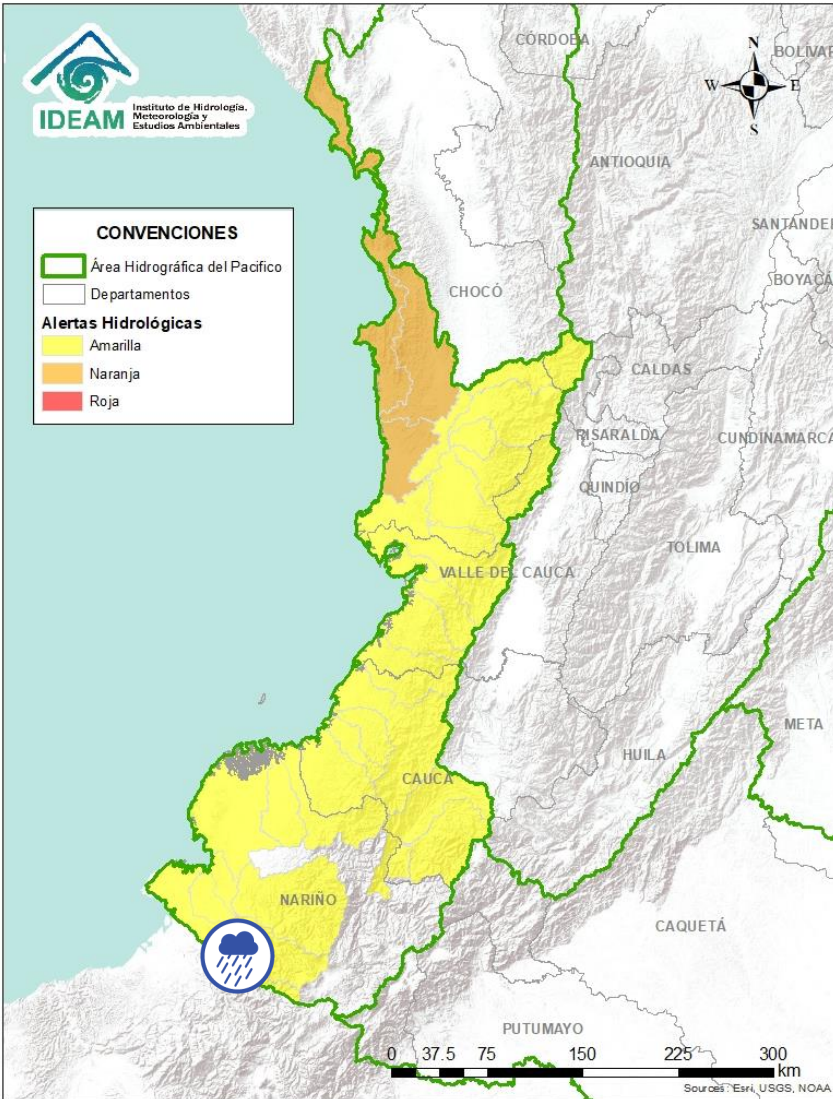 IDEAM
Instituto de Hidrología,
Meteorología y
Estudios Ambientales
N
W
E
S
CÓRDOBA
BOLIVAR
ANTIOQUIA
SANTANDER
BOYACÁ
CHOCÓ
CONVENCIONES
Área Hidrográfica del Pacifico
Departamentos
Alertas Hidrológicas
Amarilla
Naranja
Roja
CALDAS
RISARALDA
CUNDINAMARCA
QUINDÍO
TOLIMA
VALLE DEL CAUCA
META
HUILA
CAUCA
NARIÑO
CAQUETÁ
PUTUMAYO
0 37.5 75 150 225 300
km
Sources: Esri, USGS, NOAA